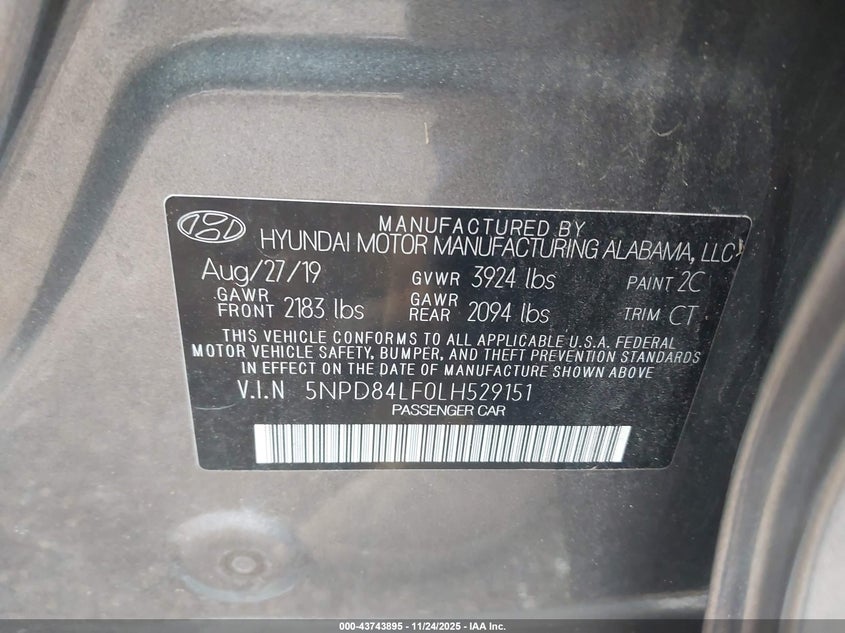 MANUFACTURED BY
HYUNDAI MOTOR MANUFACTURING ALABAMA, LLC
Aug/27/19 GVWR 3924 lbs PAINT 2C
GAWR FRONT 2183 lbs GAWR REAR 2094 lbs TRIM CT
THIS VEHICLE CONFORMS TO ALL APPLICABLE U.S.A. FEDERAL
MOTOR VEHICLE SAFETY, BUMPER, AND THEFT PREVENTION STANDARDS
IN EFFECT ON THE DATE OF MANUFACTURE SHOWN ABOVE
V.I.N 5NPD84LF0LH529151
PASSENGER CAR
000-43743895 - 11/24/2025 - IAA Inc.